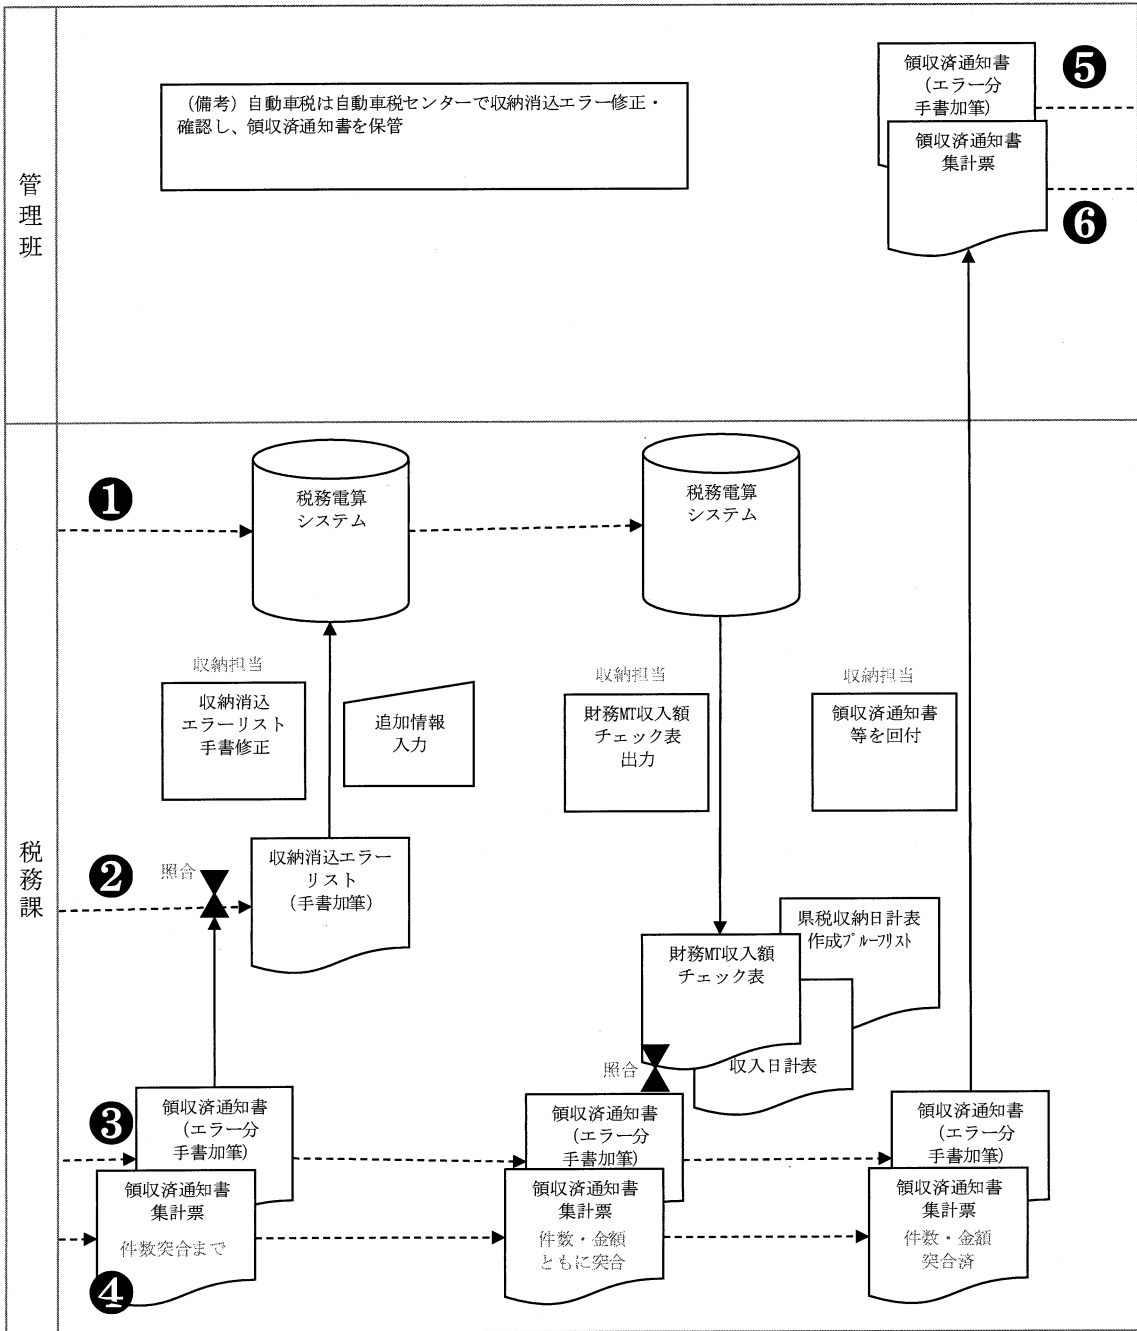 管理班
(備考)自動車税は自動車税センターで収納消込エラー修正・
確認し、領収済通知書を保管
領収済通知書
(エラー分
手書加筆)
❺
領収済通知書
集計票
❻
税務課
❶
税務電算
システム
税務電算
システム
収納担当
収納消込
エラーリスト
手書修正
追加情報
入力
収納担当
財務MT収入額
チェック表
出力
収納担当
領収済通知書
等を回付
❷
照合
収納消込エラー
リスト
(手書加筆)
県税収納日計表
作成プルーフリスト
財務MT収入額
チェック表
収入日計表
照合
❸
領収済通知書
(エラー分
手書加筆)
領収済通知書
集計票
件数突合まで
❹
領収済通知書
(エラー分
手書加筆)
領収済通知書
集計票
件数・金額
ともに突合
領収済通知書
(エラー分
手書加筆)
領収済通知書
集計票
件数・金額
突合済